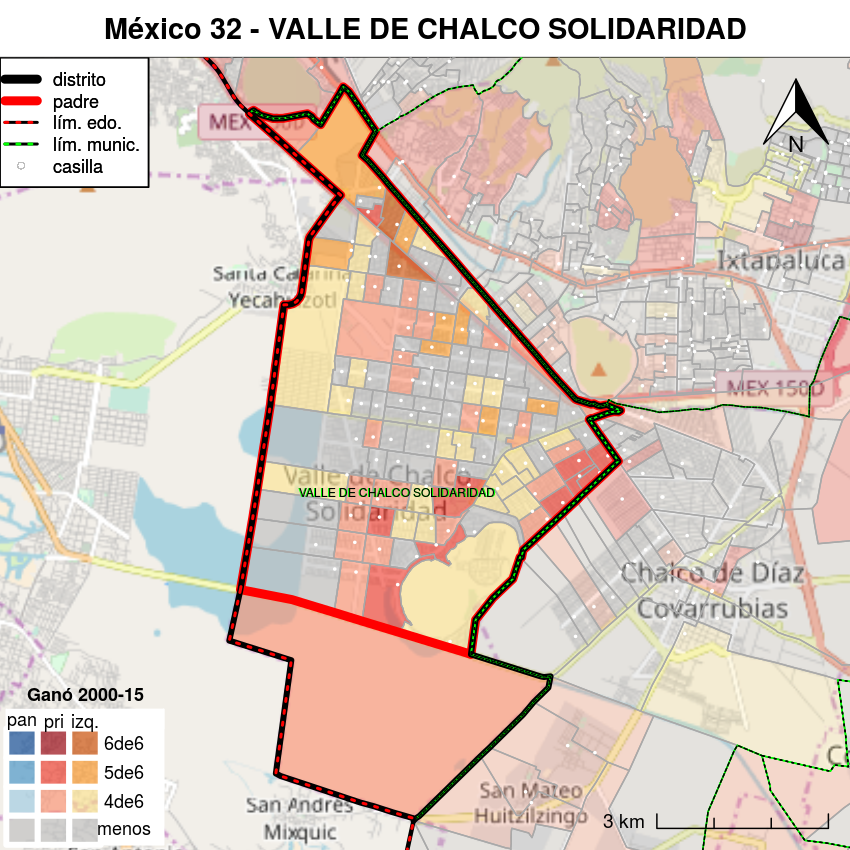 México 32 - VALLE DE CHALCO SOLIDARIDAD
distrito
padre
lím. edo.
lím. munic.
casilla
MEX
N
Ixtapaluca
Santa Catarina
Yecahuizotl
MEX 150D
Valle de Chalco
VALLE DE CHALCO SOLIDARIDAD
Solidaridad
Chalco de Díaz
Covarrubias
Ganó 2000-15
pan pri izq.
6de6
5de6
4de6
menos
San Andrés
Mixquic
San Mateo
Huitzilzingo
3 km